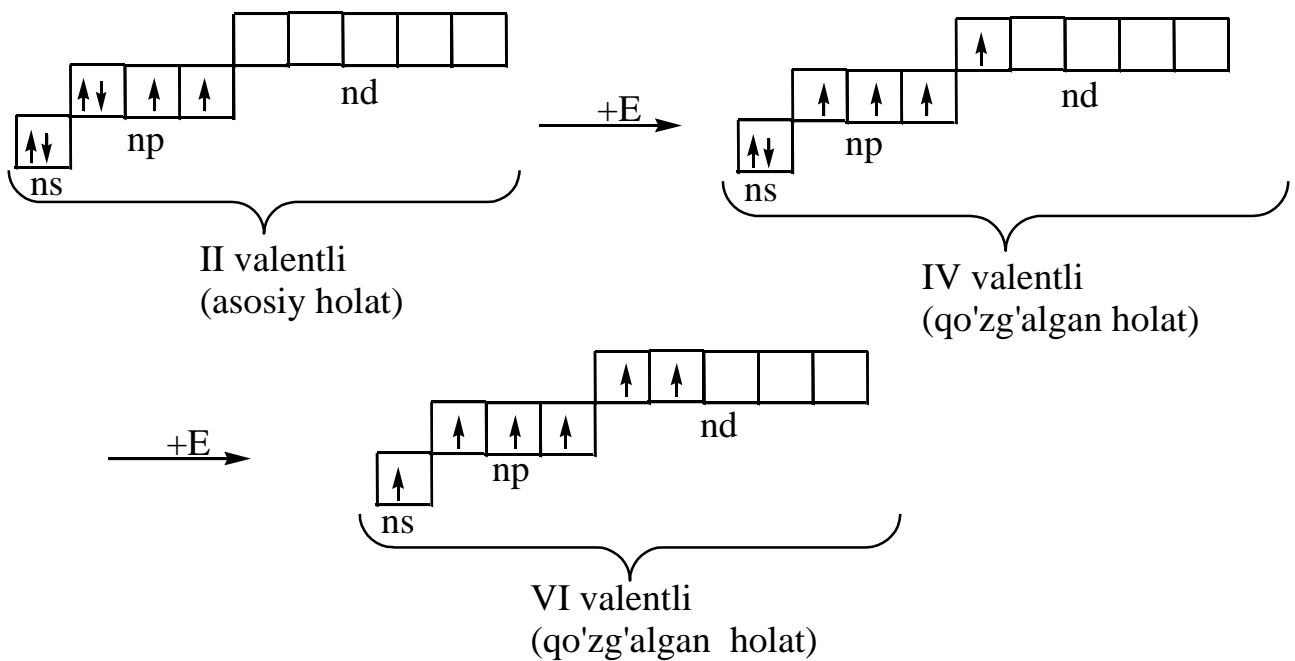 nd
np
ns
II valentli
(asosiy holat)
+E
nd
np
ns
IV valentli
(qo'zg'algan holat)
+E
nd
np
ns
VI valentli
(qo'zg'algan holat)